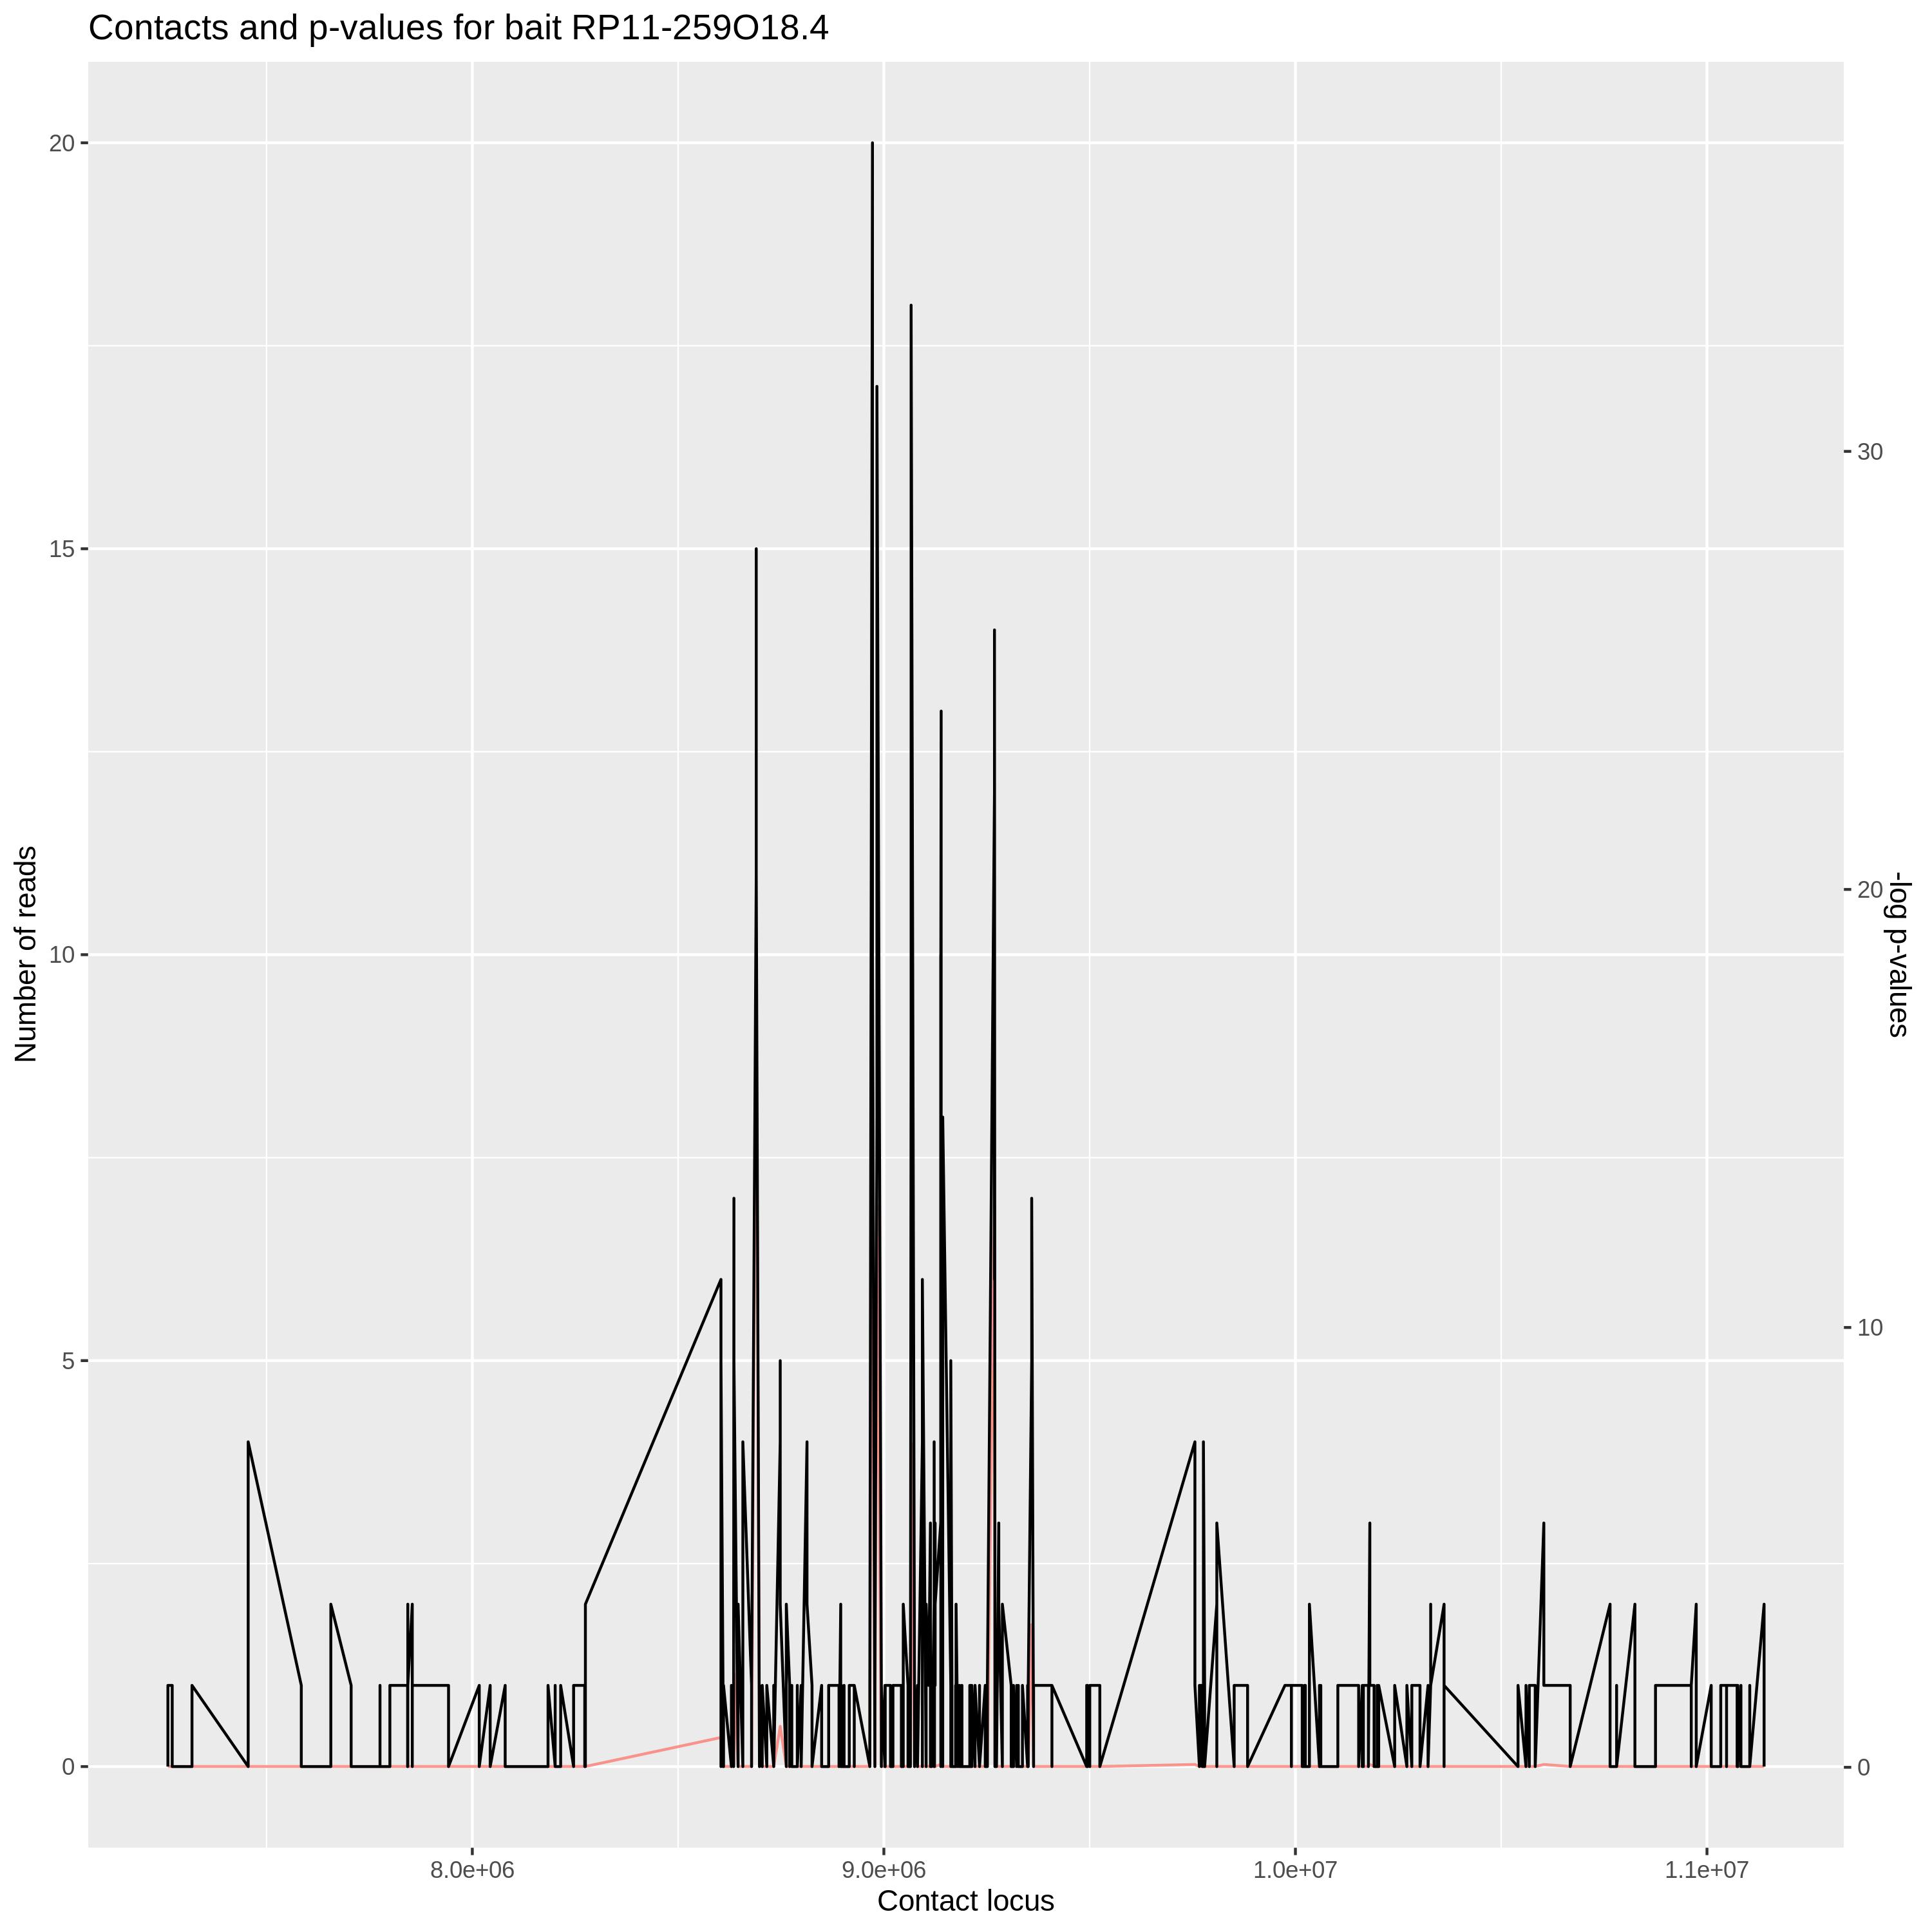 Contacts and p-values for bait RP11-259O18.4
Number of reads
20
15
10
5
0
30
20
10
0
-log p-values
8.0e+06
9.0e+06
1.0e+07
1.1e+07
Contact locus